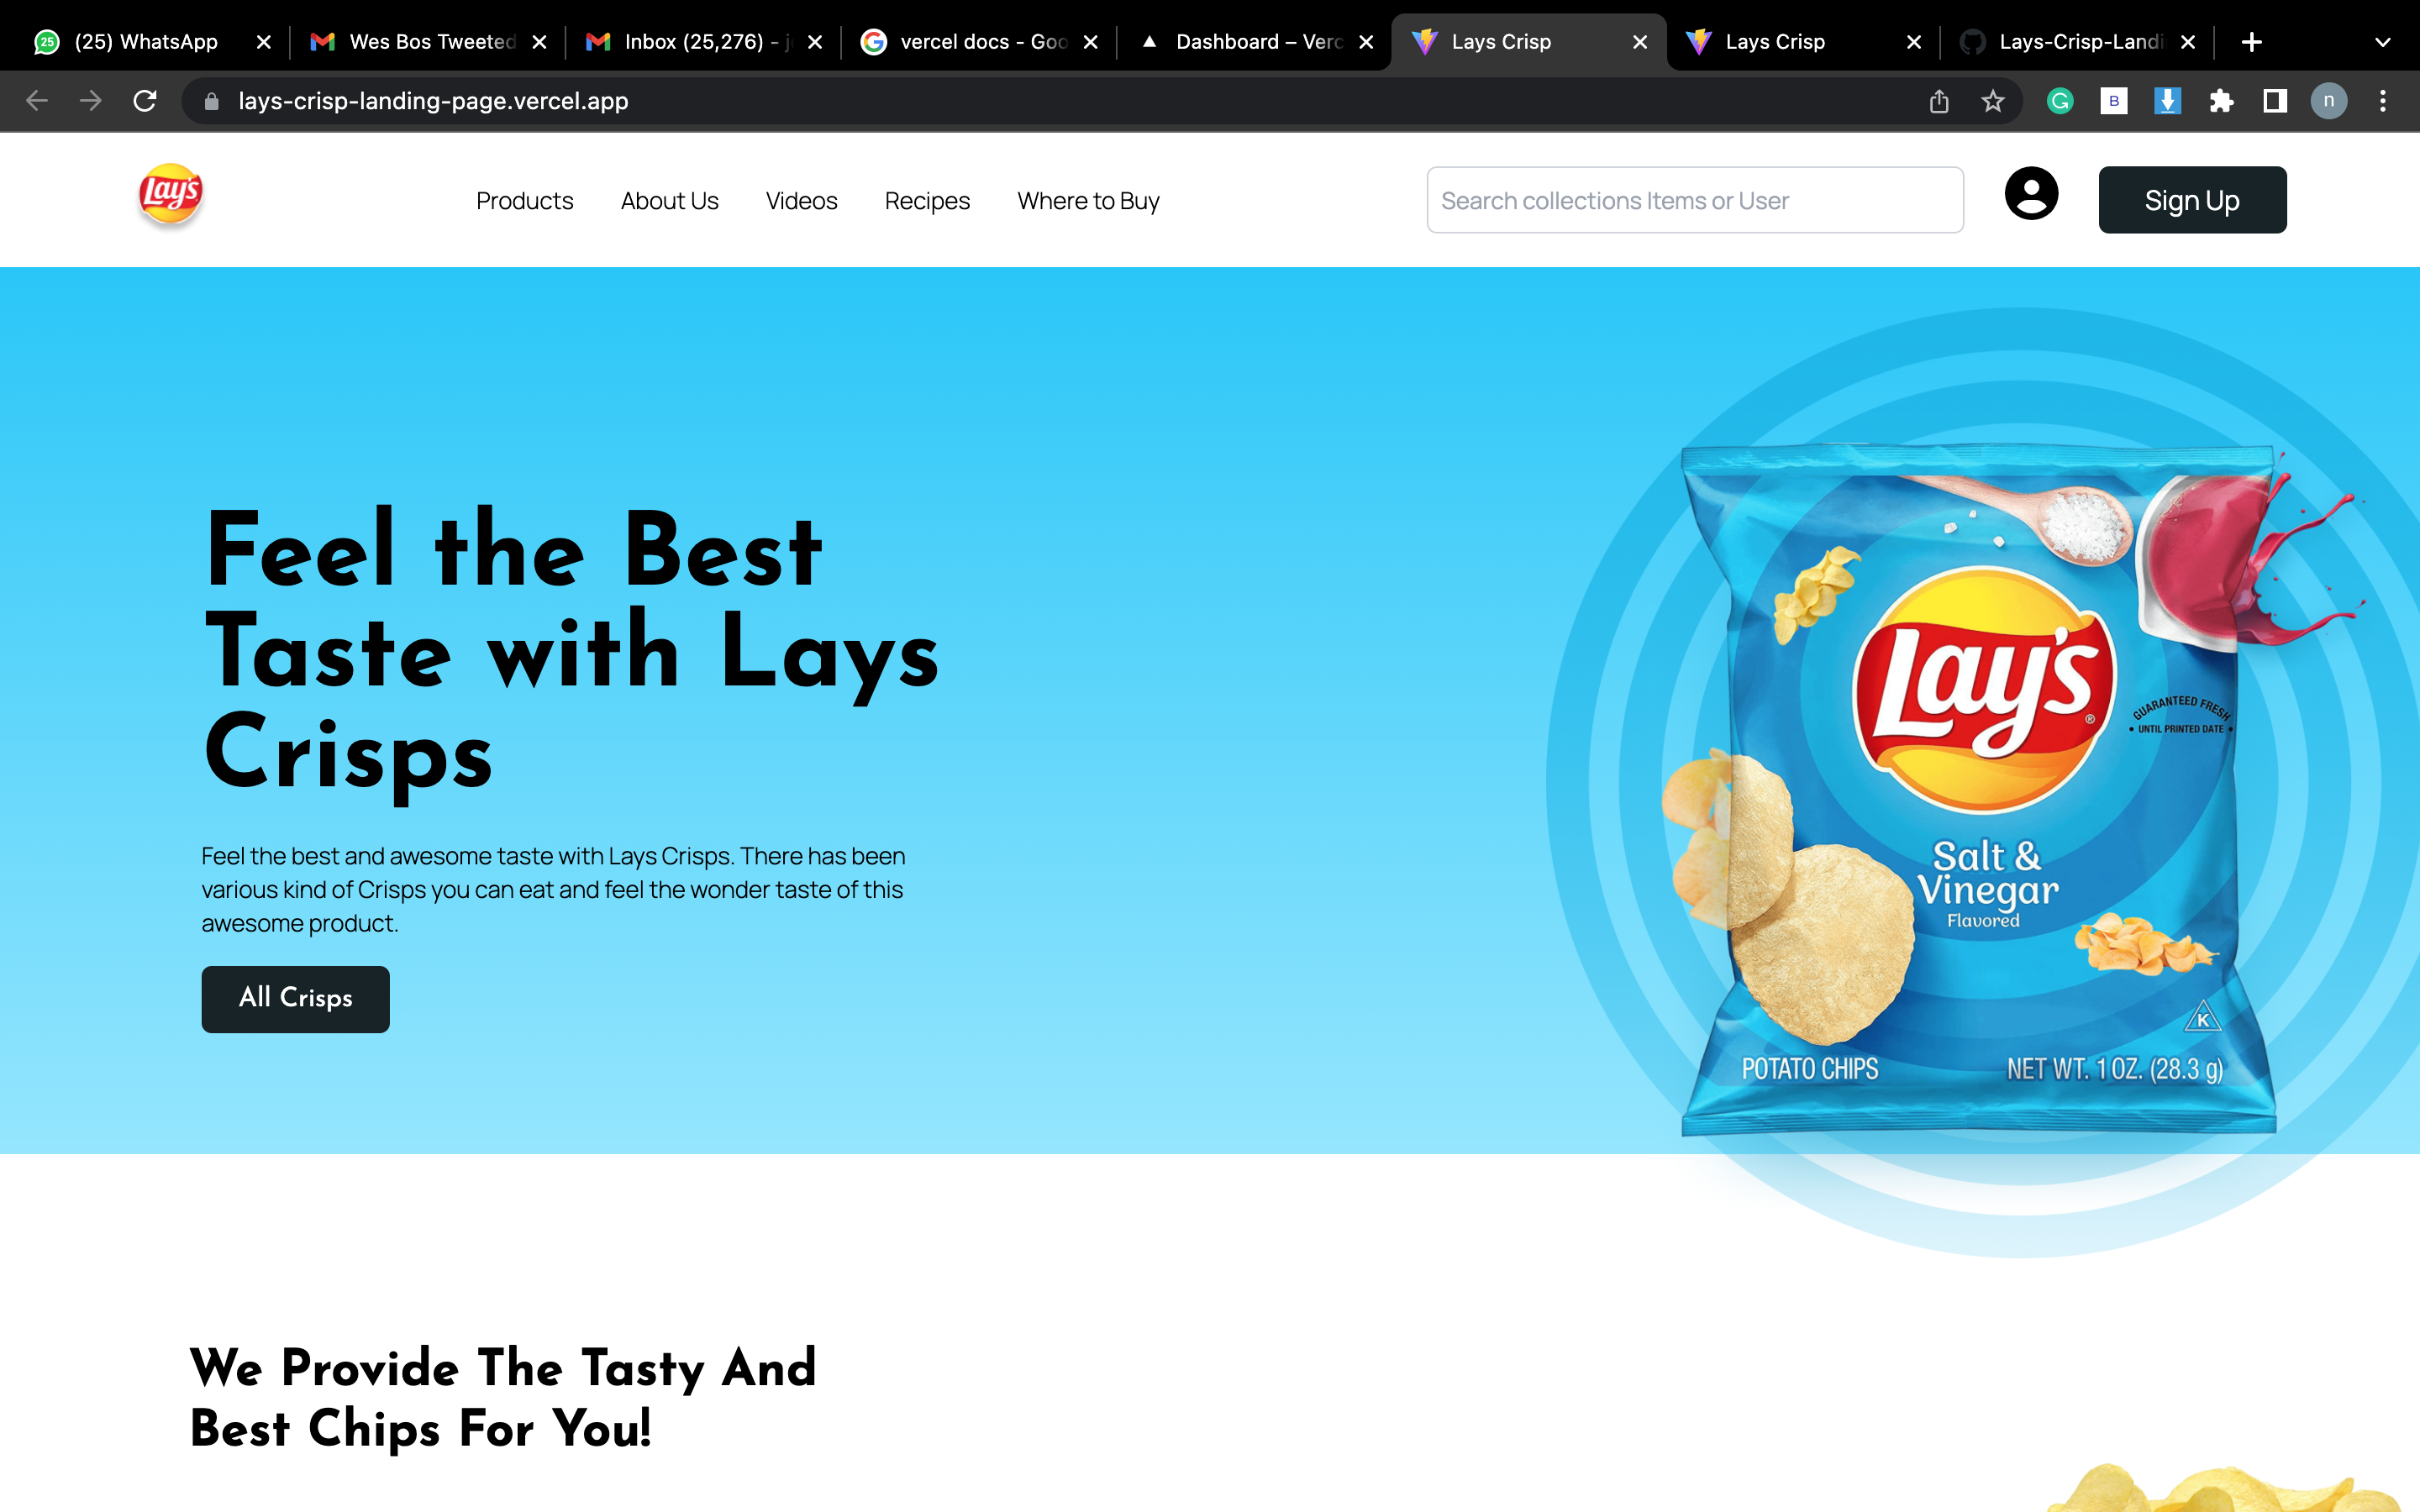 25
(25) WhatsApp
Wes Bos Tweeted
Inbox (25,276) - j
vercel docs - Goo
Dashboard – Verc
Lays Crisp
Lays Crisp
Lays-Crisp-Landi
lays-crisp-landing-page.vercel.app
B
n
Lay's
Products
About Us
Videos
Recipes
Where to Buy
Search collections Items or User
Sign Up
Feel the Best
Taste with Lays
Crisps
Feel the best and awesome taste with Lays Crisps. There has been
various kind of Crisps you can eat and feel the wonder taste of this
awesome product.
All Crisps
Lay's®
GUARANTEED FRESH
• UNTIL PRINTED DATE •
Salt &
Vinegar
Flavored
K
POTATO CHIPS
NET WT. 1 OZ. (28.3 g)
We Provide The Tasty And
Best Chips For You!